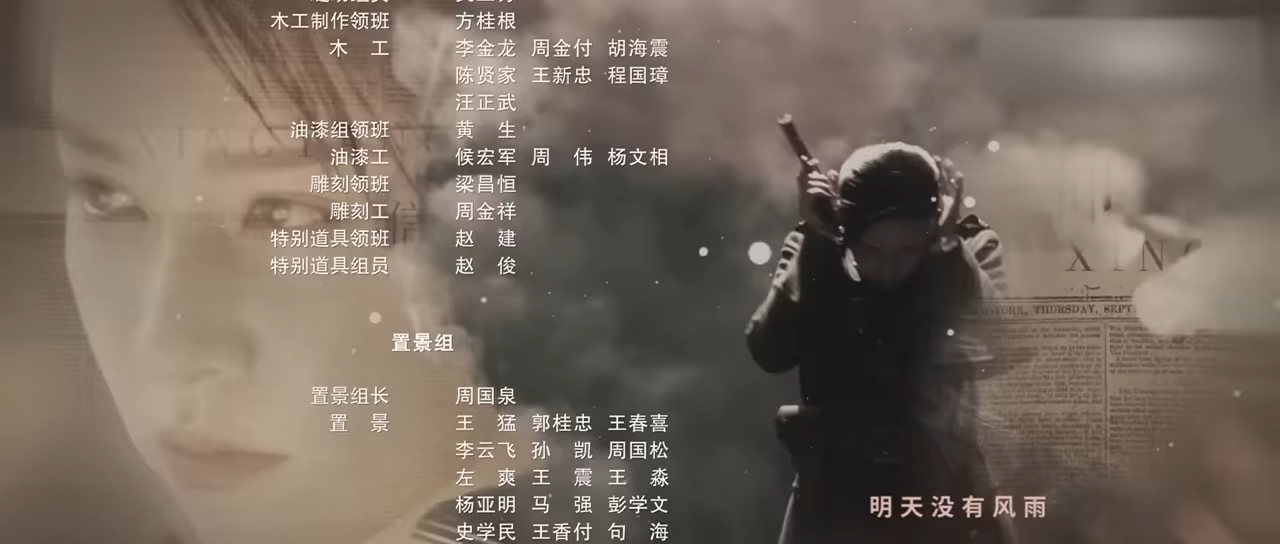 木工制作领班 方桂根
木 工 李金龙 周金付 胡海震
陈贤家 王新忠 程国璋
汪正武
油漆组领班 黄 生
油漆工 候宏军 周 伟 杨文相
雕刻领班 梁昌恒
雕刻工 周金祥
特别道具领班 赵 建
特别道具组员 赵 俊
置景组
置景组长 周国泉
置 景 王 猛 郭桂忠 王春喜
李云飞 孙 凯 周国松
左 爽 王 震 王 淼
杨亚明 马 强 彭学文
史学民 王香付 句 海
信
XING
THURSDAY, SEPT.
明天没有风雨